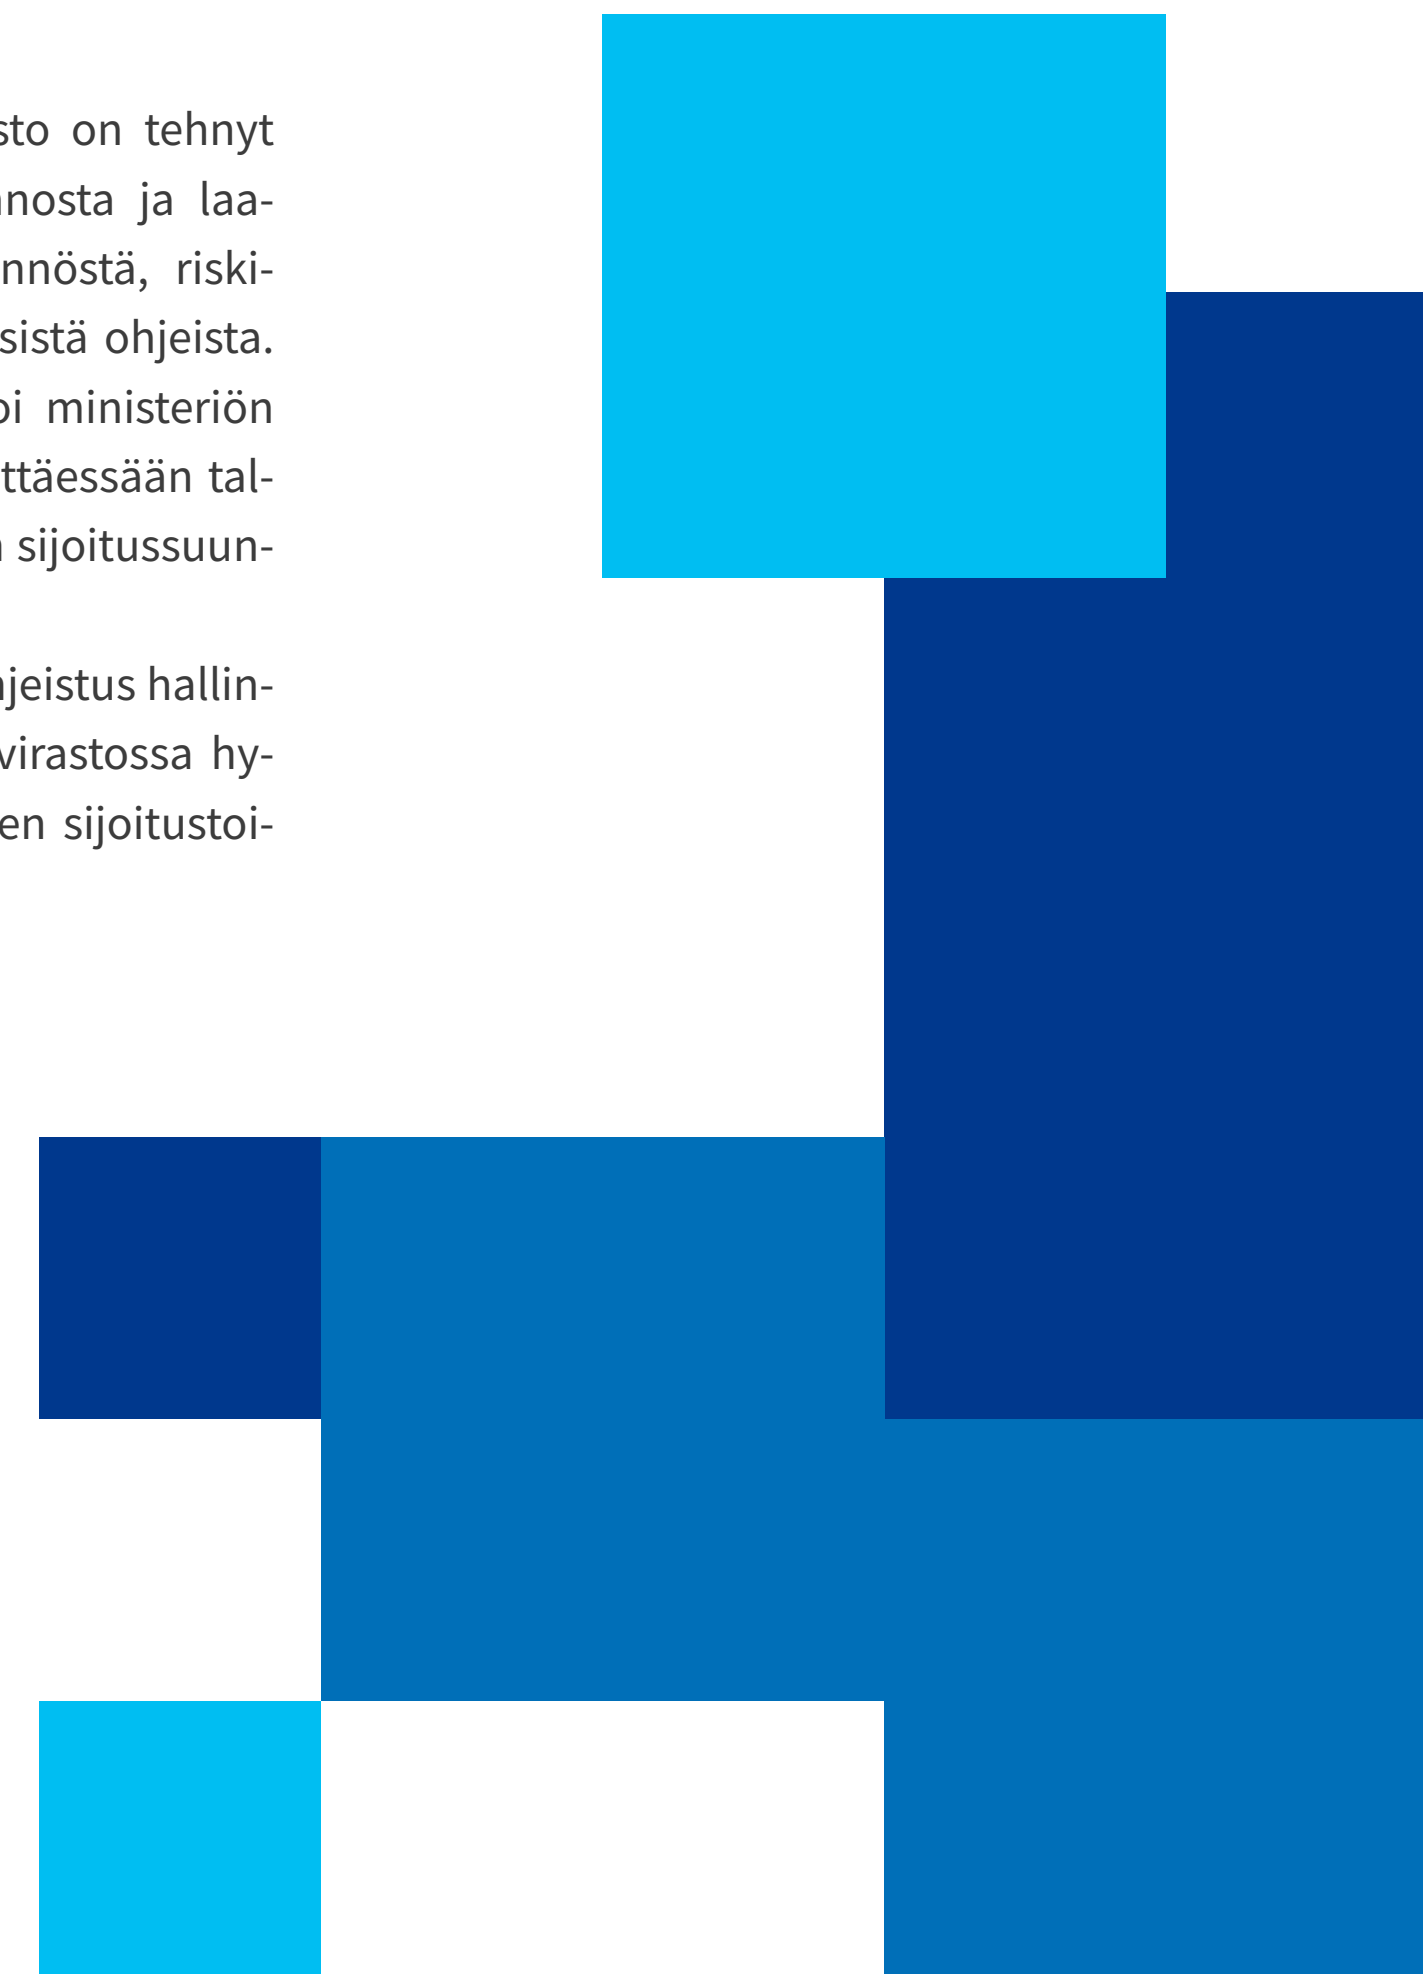 sto on tehnyt
nosta ja laa-
nnöstä, riski-
sistä ohjeista.
oi ministeriön
ttäessään tal-
sijoitussuun-
jeistus hallin-
virastossa hy-
en sijoitustoi-